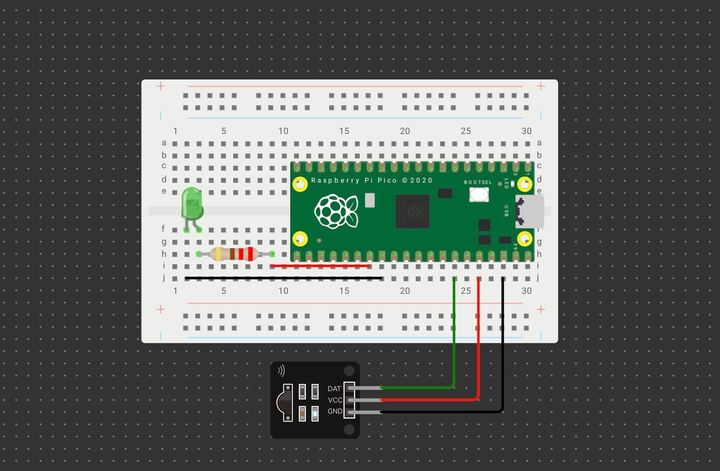 1 5 10 15 20 25 30
a a
b b
c c
d d
e e
Raspberry Pi Pico ©2020
BOOTSEL
LED
USB
f f
g g
h h
i i
j j
1 5 10 15 20 25 30
DAT
VCC
GND